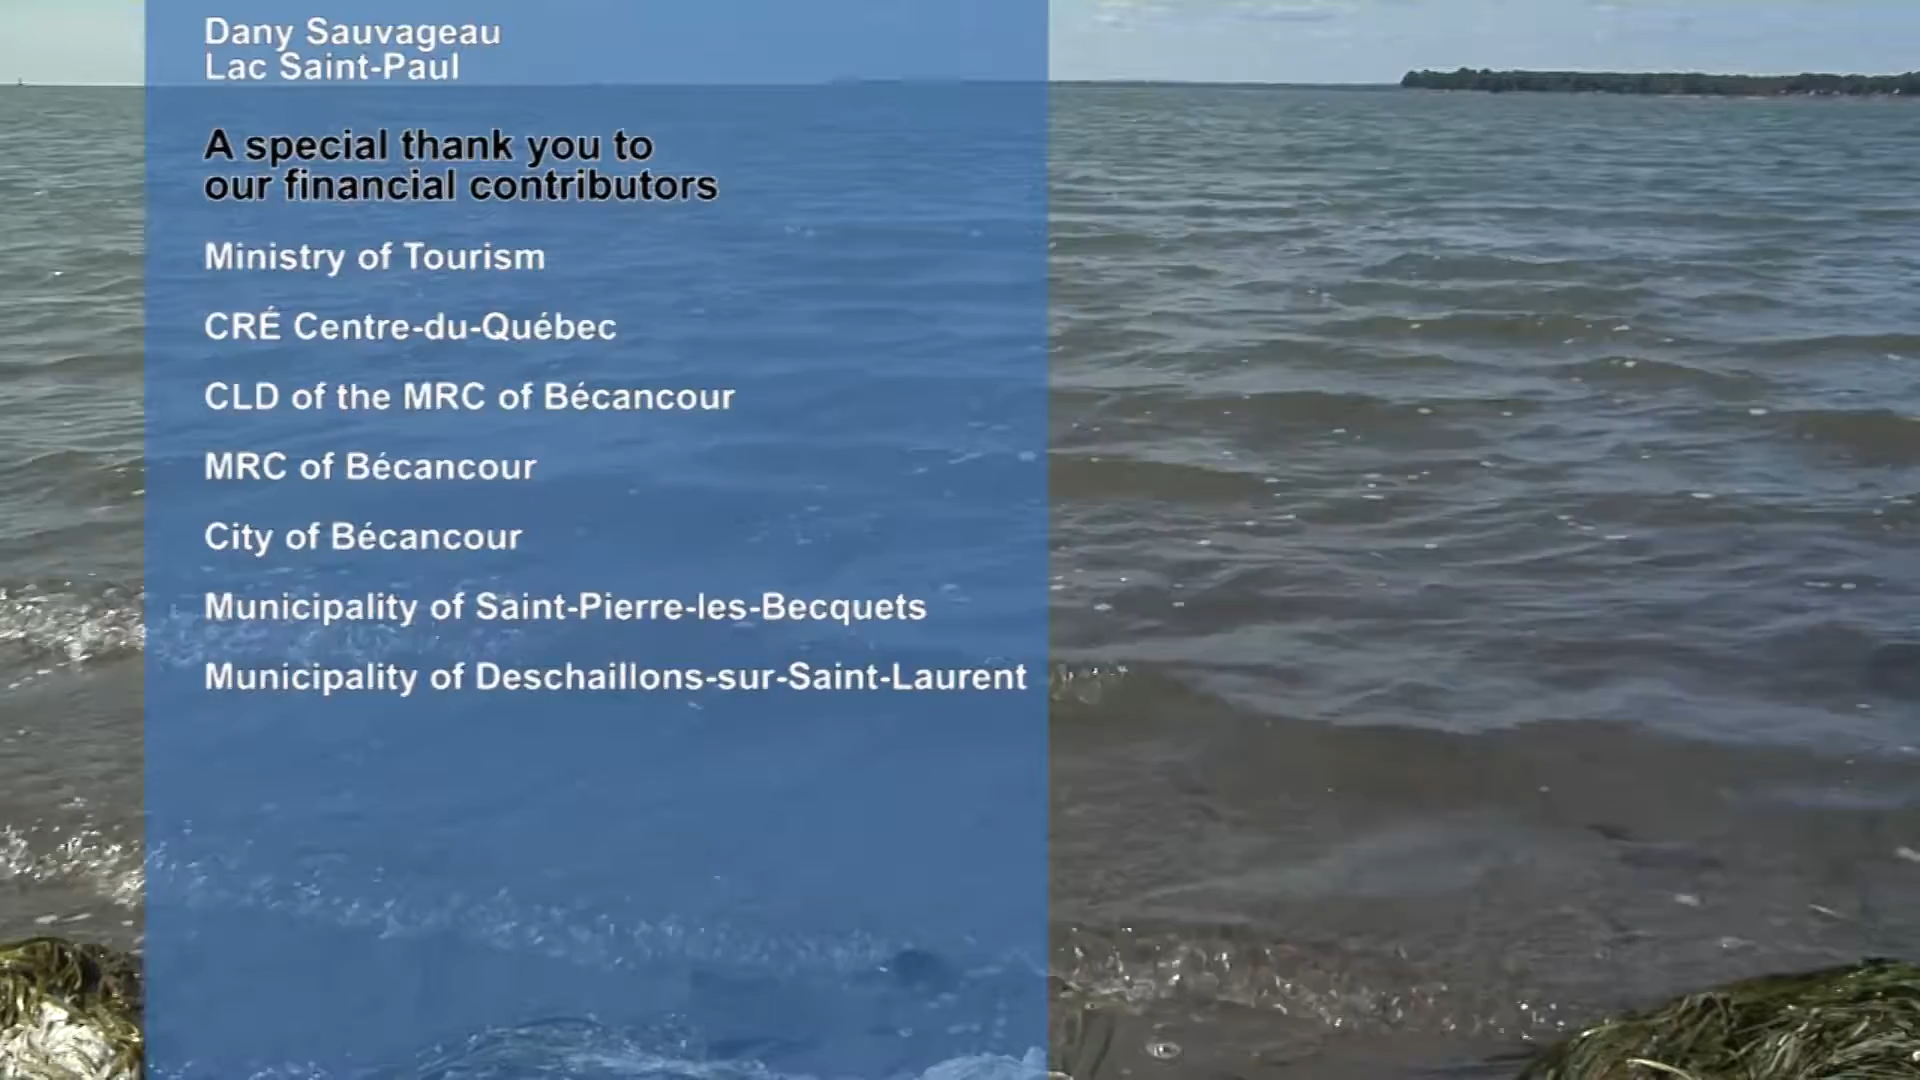 Dany Sauvageau
Lac Saint-Paul
A special thank you to
our financial contributors
Ministry of Tourism
CRÉ Centre-du-Québec
CLD of the MRC of Bécancour
MRC of Bécancour
City of Bécancour
Municipality of Saint-Pierre-les-Becquets
Municipality of Deschaillons-sur-Saint-Laurent